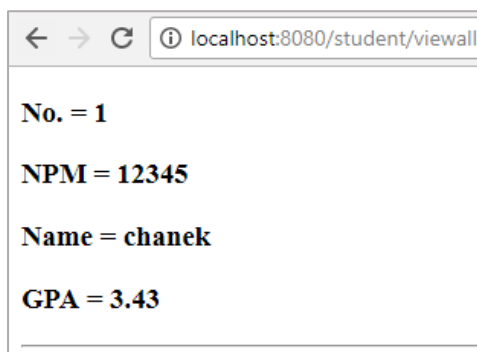 localhost:8080/student/viewall
No. = 1
NPM = 12345
Name = chanek
GPA = 3.43